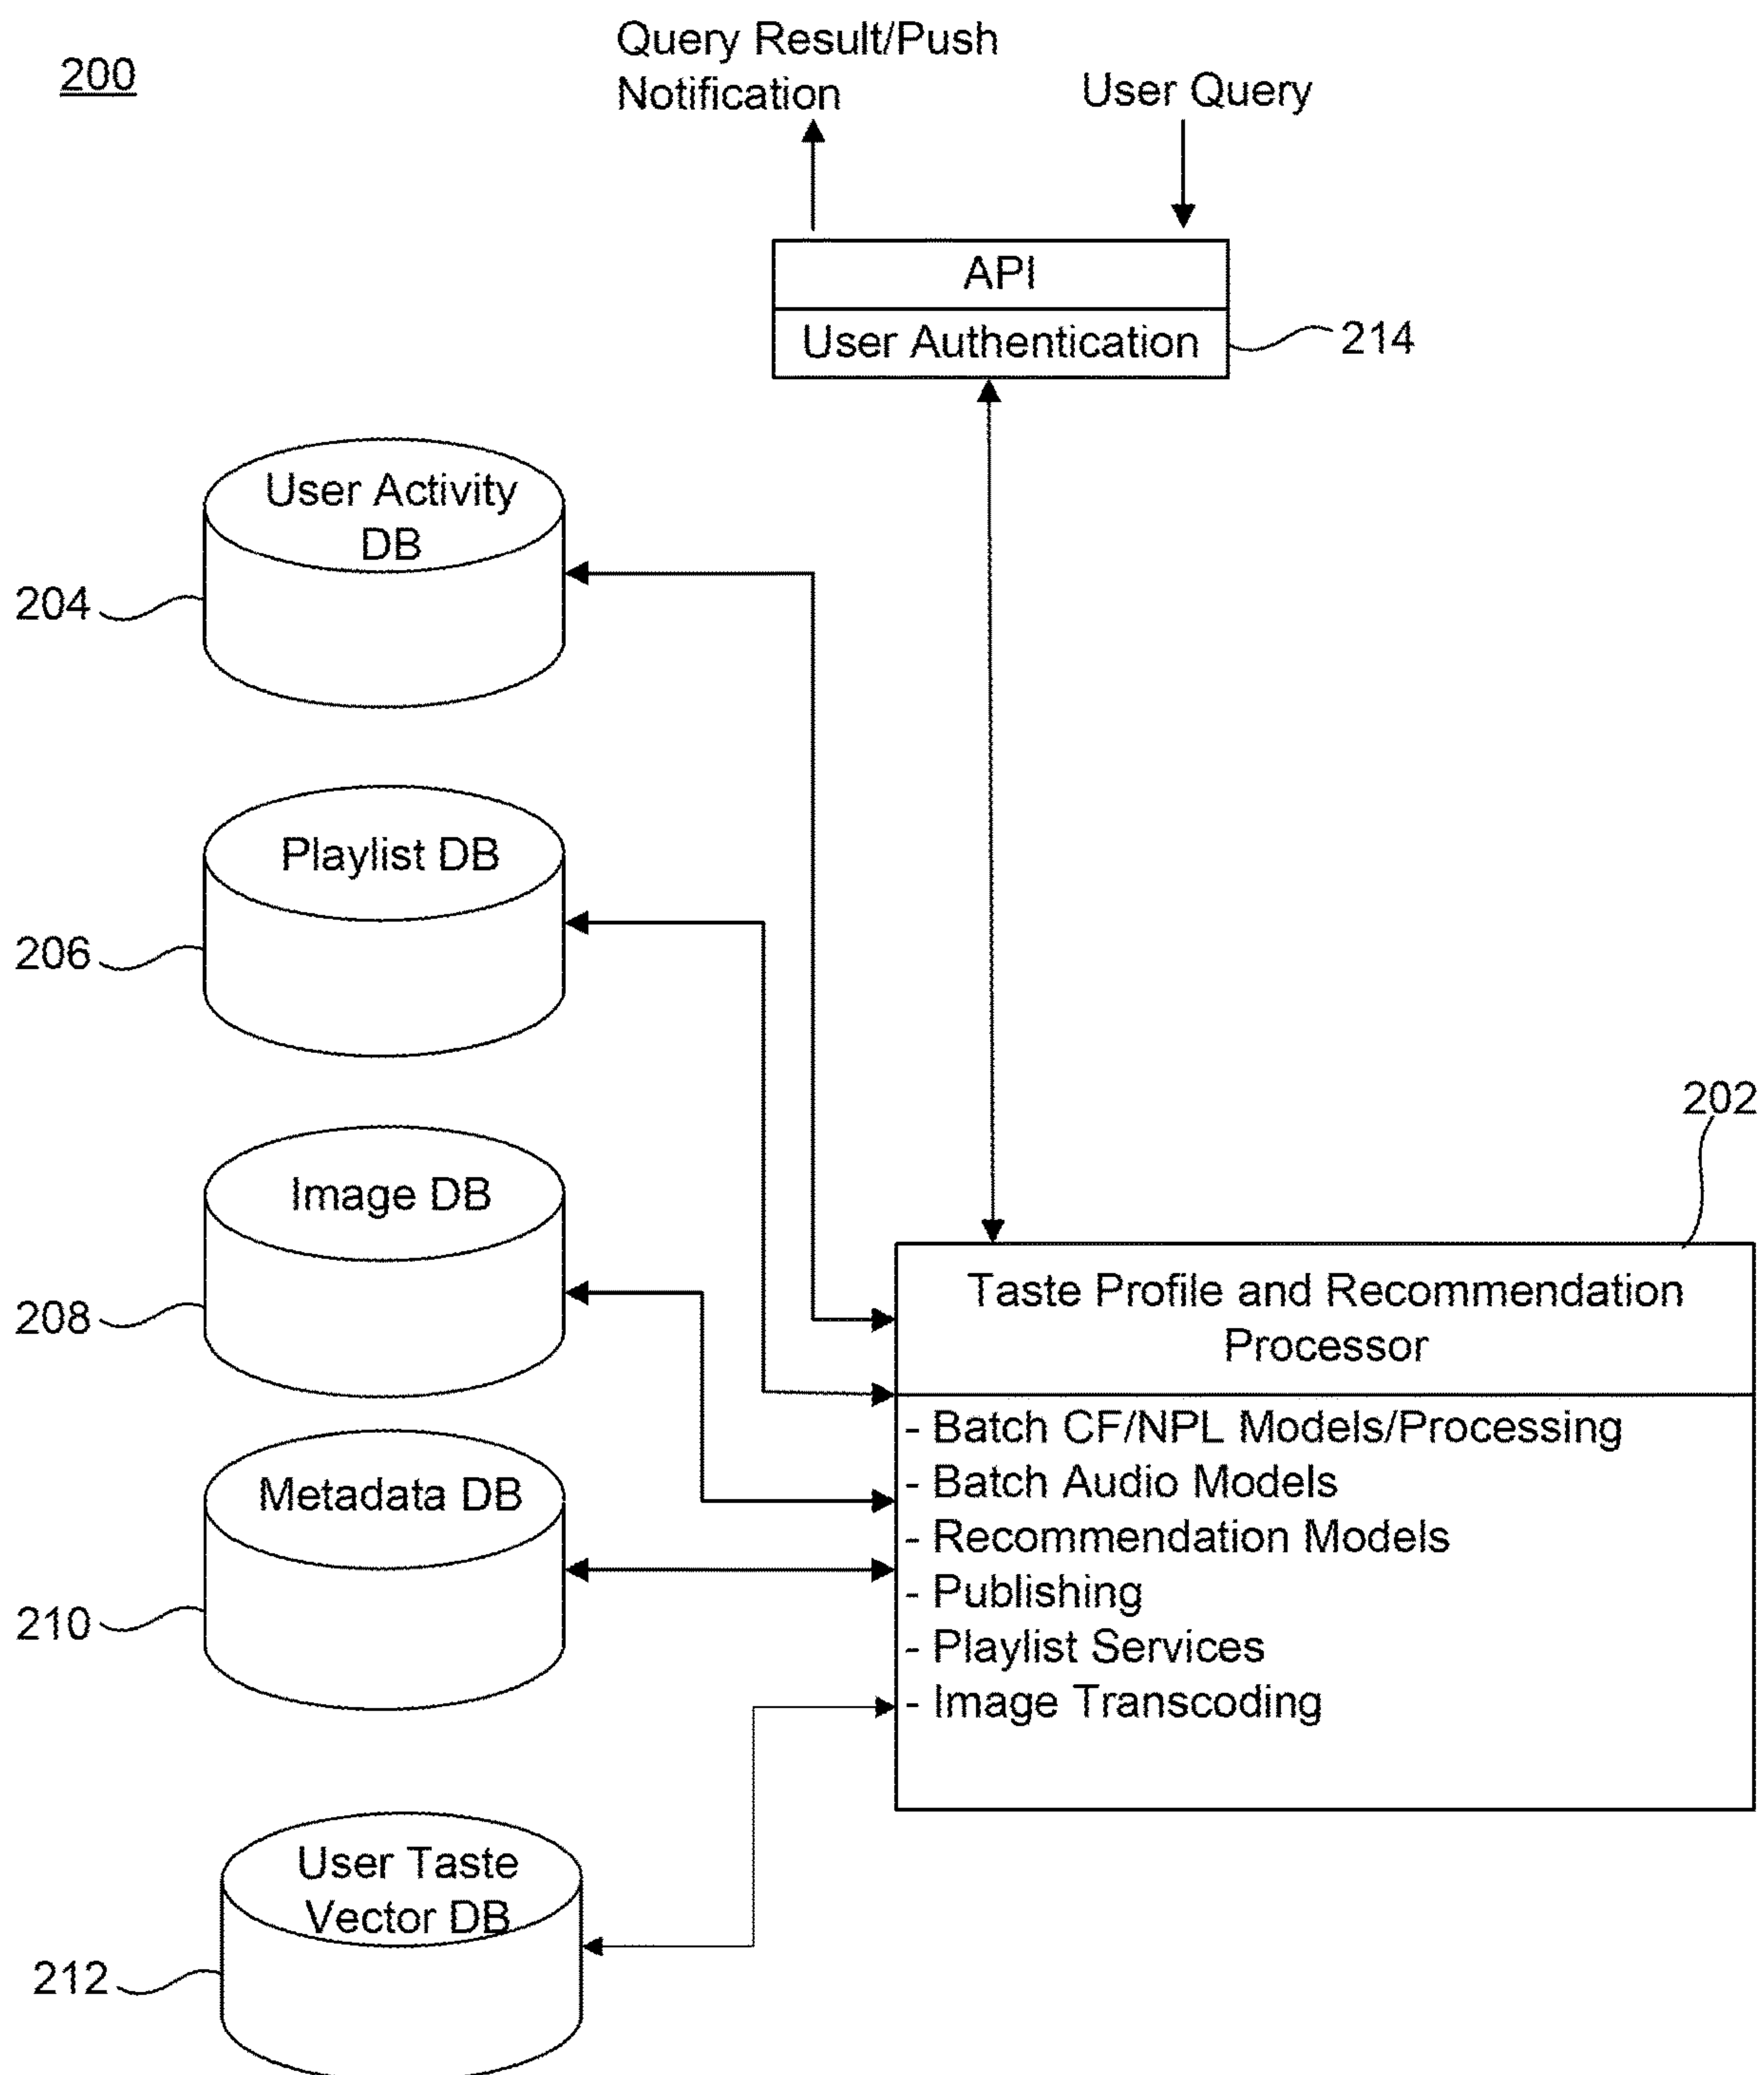 200
Query Result/Push
Notification
User Query
API
User Authentication
214
User Activity
DB
204
Playlist DB
206
202
Image DB
208
Taste Profile and Recommendation
Processor
- Batch CF/NPL Models/Processing
- Batch Audio Models
- Recommendation Models
- Publishing
- Playlist Services
- Image Transcoding
Metadata DB
210
User Taste
Vector DB
212